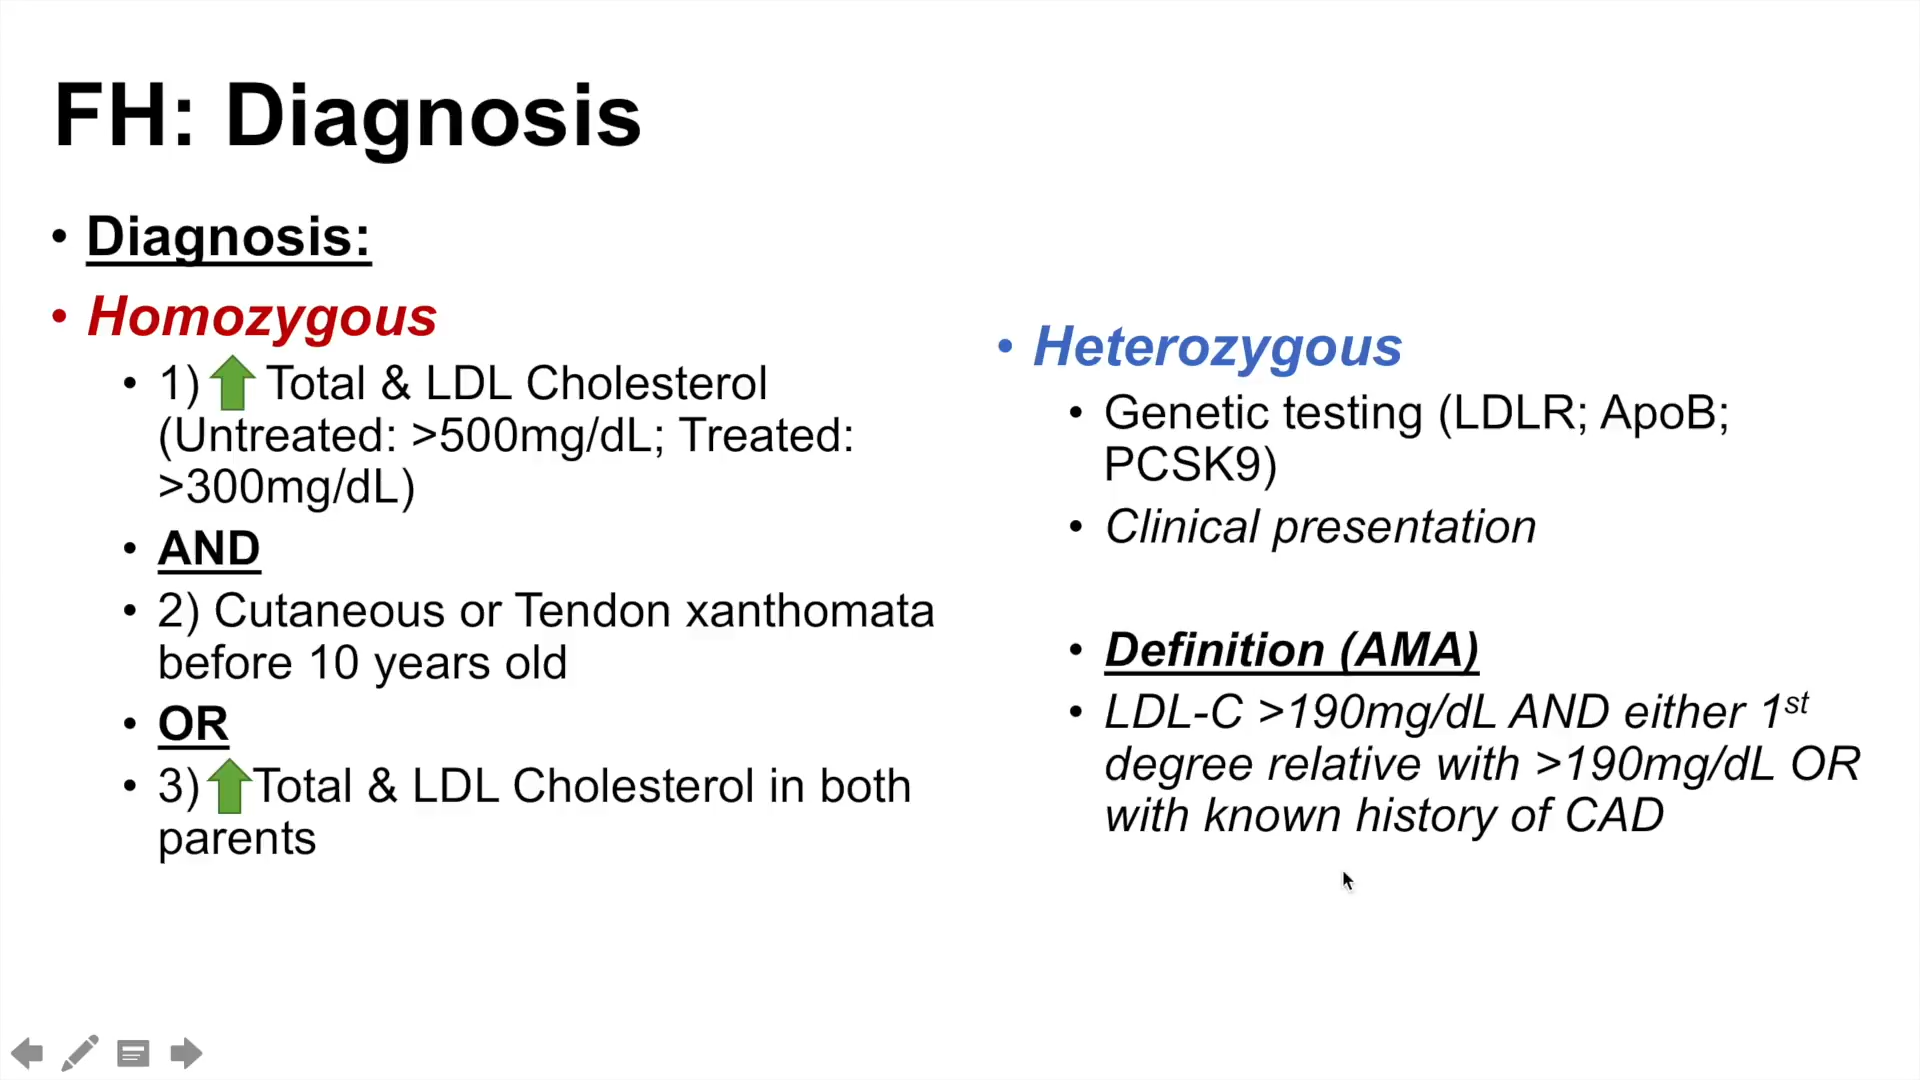 FH: Diagnosis
• Diagnosis:
• Homozygous
• 1) Total & LDL Cholesterol
(Untreated: >500mg/dL; Treated:
>300mg/dL)
• AND
• 2) Cutaneous or Tendon xanthomata
before 10 years old
• OR
• 3) Total & LDL Cholesterol in both
parents
• Heterozygous
• Genetic testing (LDLR; ApoB;
PCSK9)
• Clinical presentation
• Definition (AMA)
• LDL-C >190mg/dL AND either 1st
degree relative with >190mg/dL OR
with known history of CAD